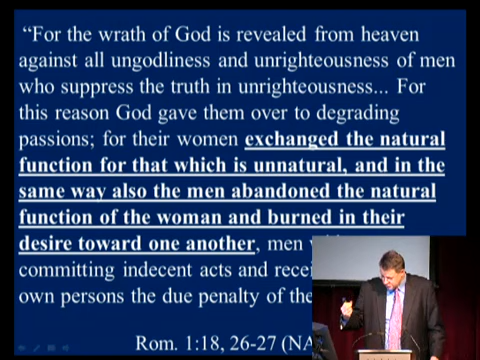 “For the wrath of God is revealed from heaven
against all ungodliness and unrighteousness of men
who suppress the truth in unrighteousness... For
this reason God gave them over to degrading
passions; for their women exchanged the natural
function for that which is unnatural, and in the
same way also the men abandoned the natural
function of the woman and burned in their
desire toward one another, men
committing indecent acts and
own persons the due penalty of
Rom. 1:18, 26-27